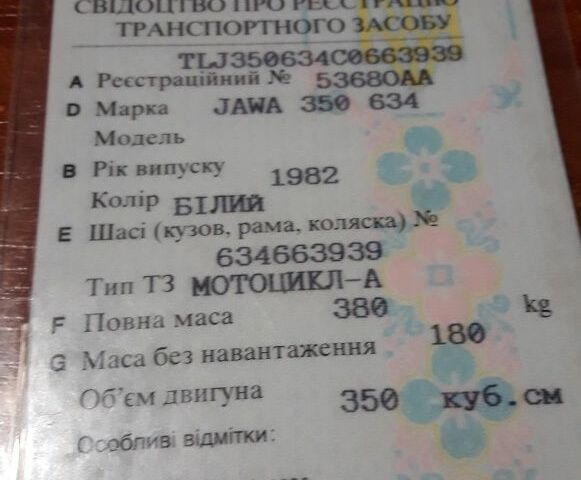 СВІДОЦТВО ПРО РЕЄСТРАЦІЮ
ТРАНСПОРТНОГО ЗАСОБУ
TLJ350634C0663939
A Реєстраційний № 53680АА
D Марка JAWA 350 634
Модель
B Рік випуску 1982
Колір БІЛИЙ
E Шасі (кузов, рама, коляска) №
634663939
Тип ТЗ МОТОЦИКЛ-А
F Повна маса 380 kg
G Маса без навантаження 180
Об'єм двигуна 350 куб.см
Особливі відмітки: